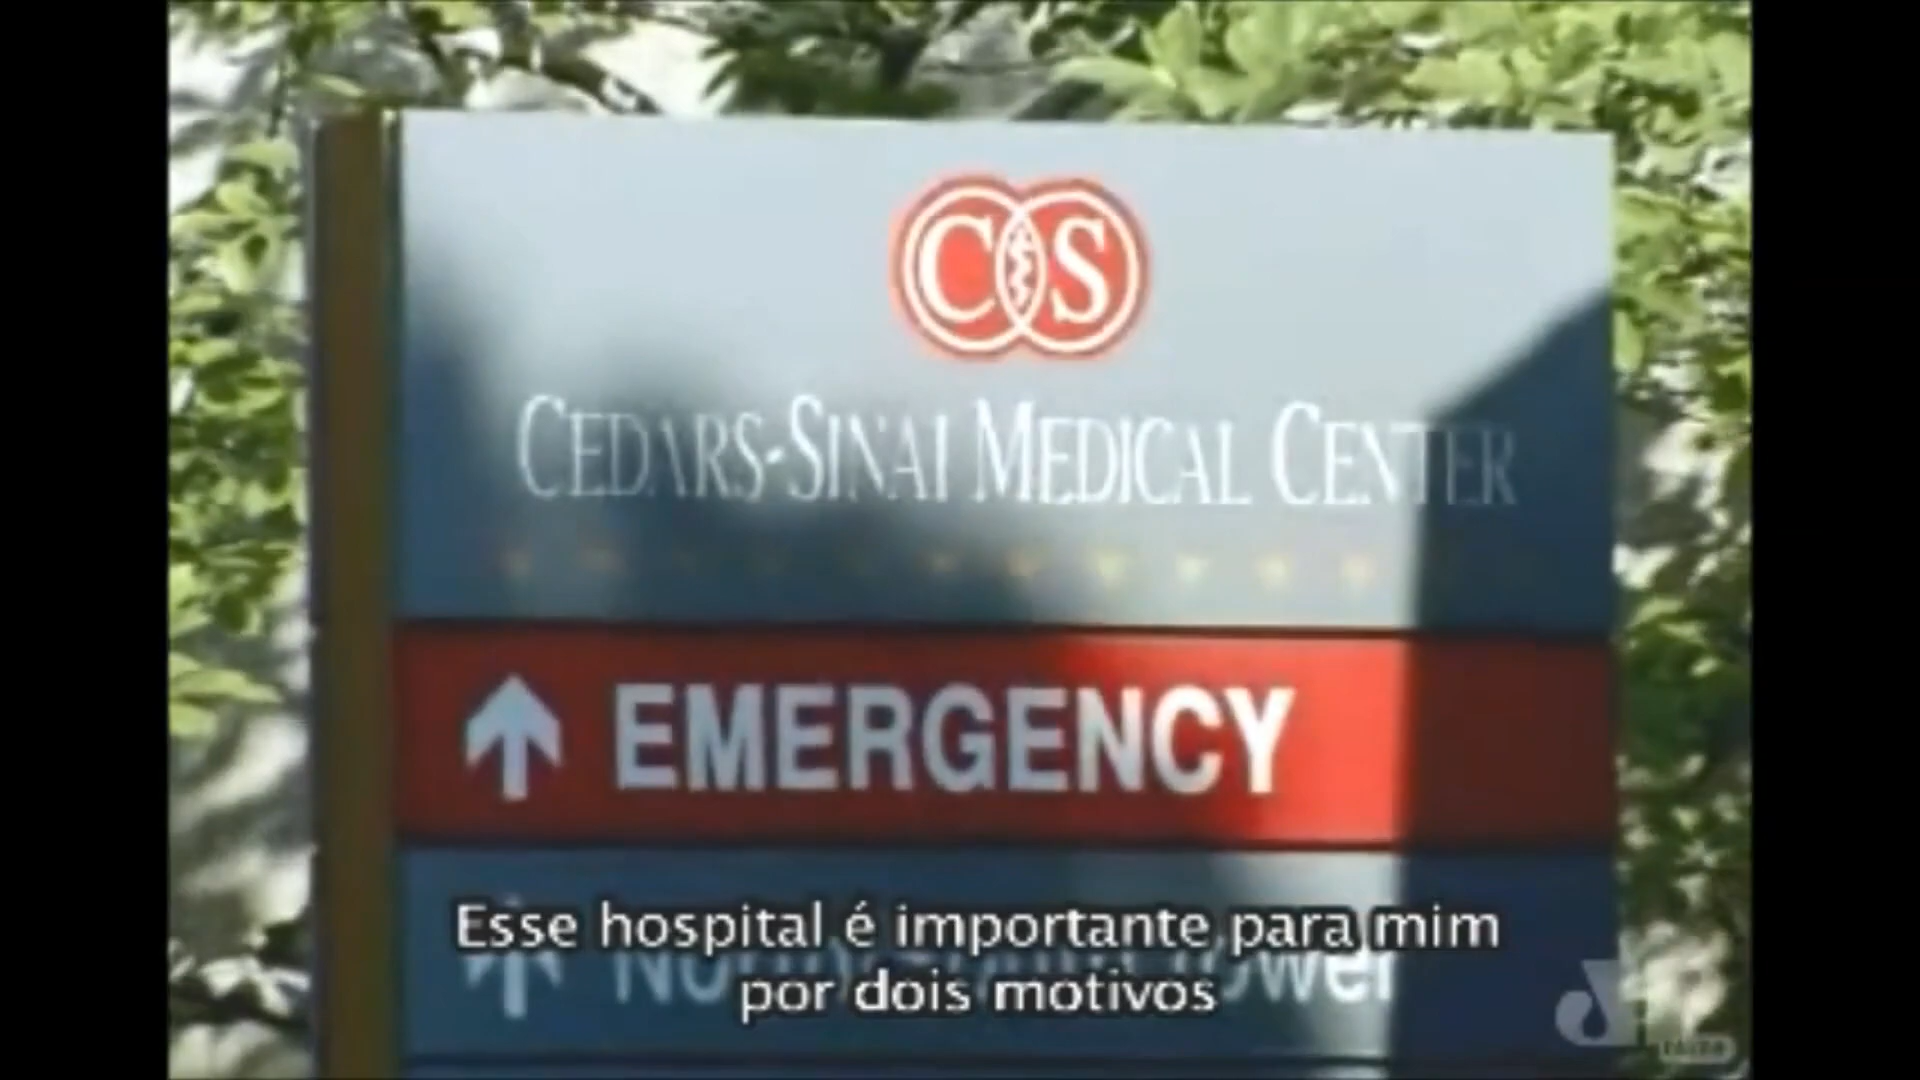 CS
CEDARS-SINAI MEDICAL CENTER
EMERGENCY
Esse hospital é importante para mim
por dois motivos